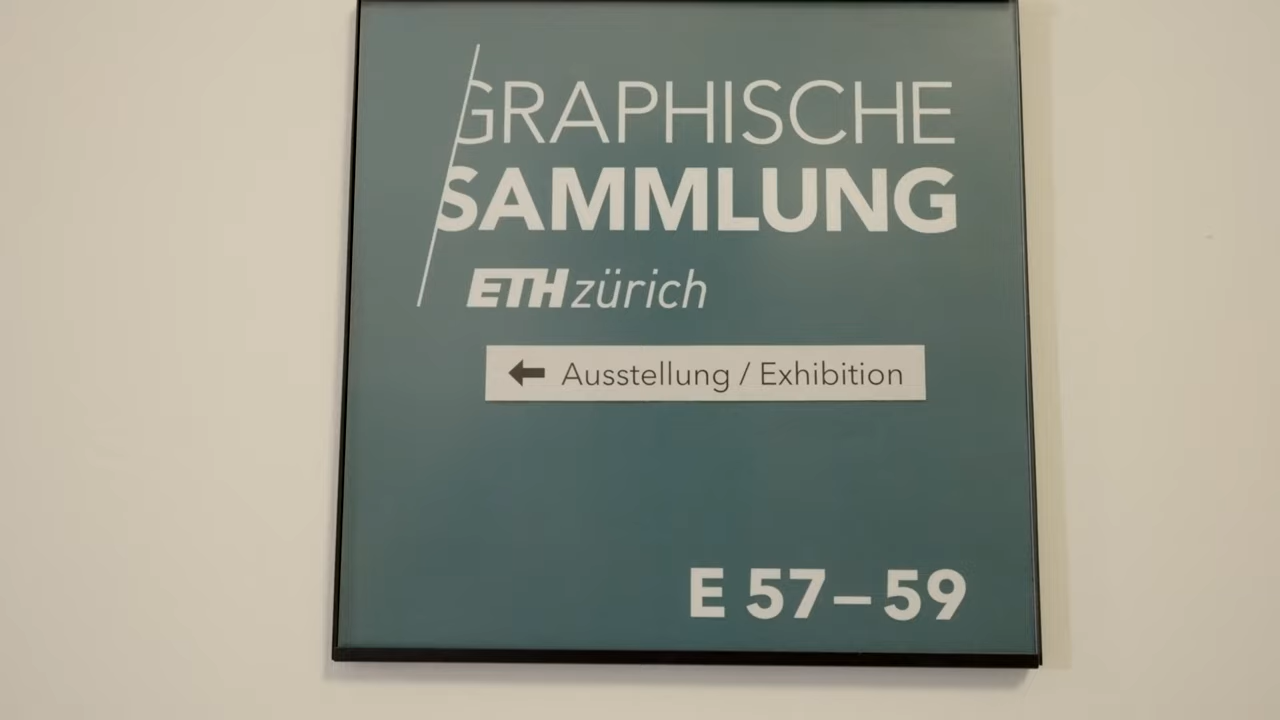 GRAPHISCHE
SAMMLUNG
ETH zürich
← Ausstellung / Exhibition
E 57–59